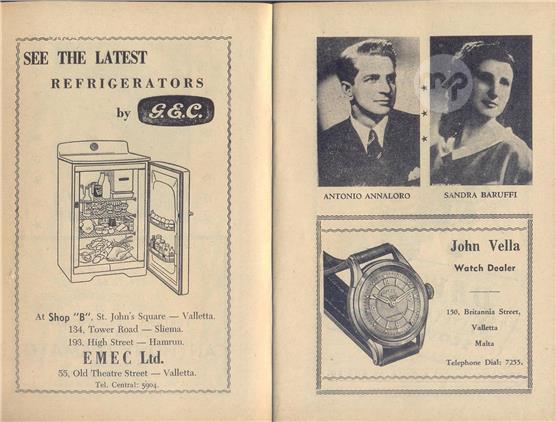 SEE THE LATEST
REFRIGERATORS
by G.E.C.
At Shop "B", St. John's Square — Valletta.
134, Tower Road — Sliema.
193, High Street — Hamrun.
EMEC Ltd.
55, Old Theatre Street — Valletta.
Tel. Central: 5904.
ANTONIO ANNALORO
SANDRA BARUFFI
John Vella
Watch Dealer
150, Britannia Street,
Valletta
Malta
Telephone Dial: 7255.